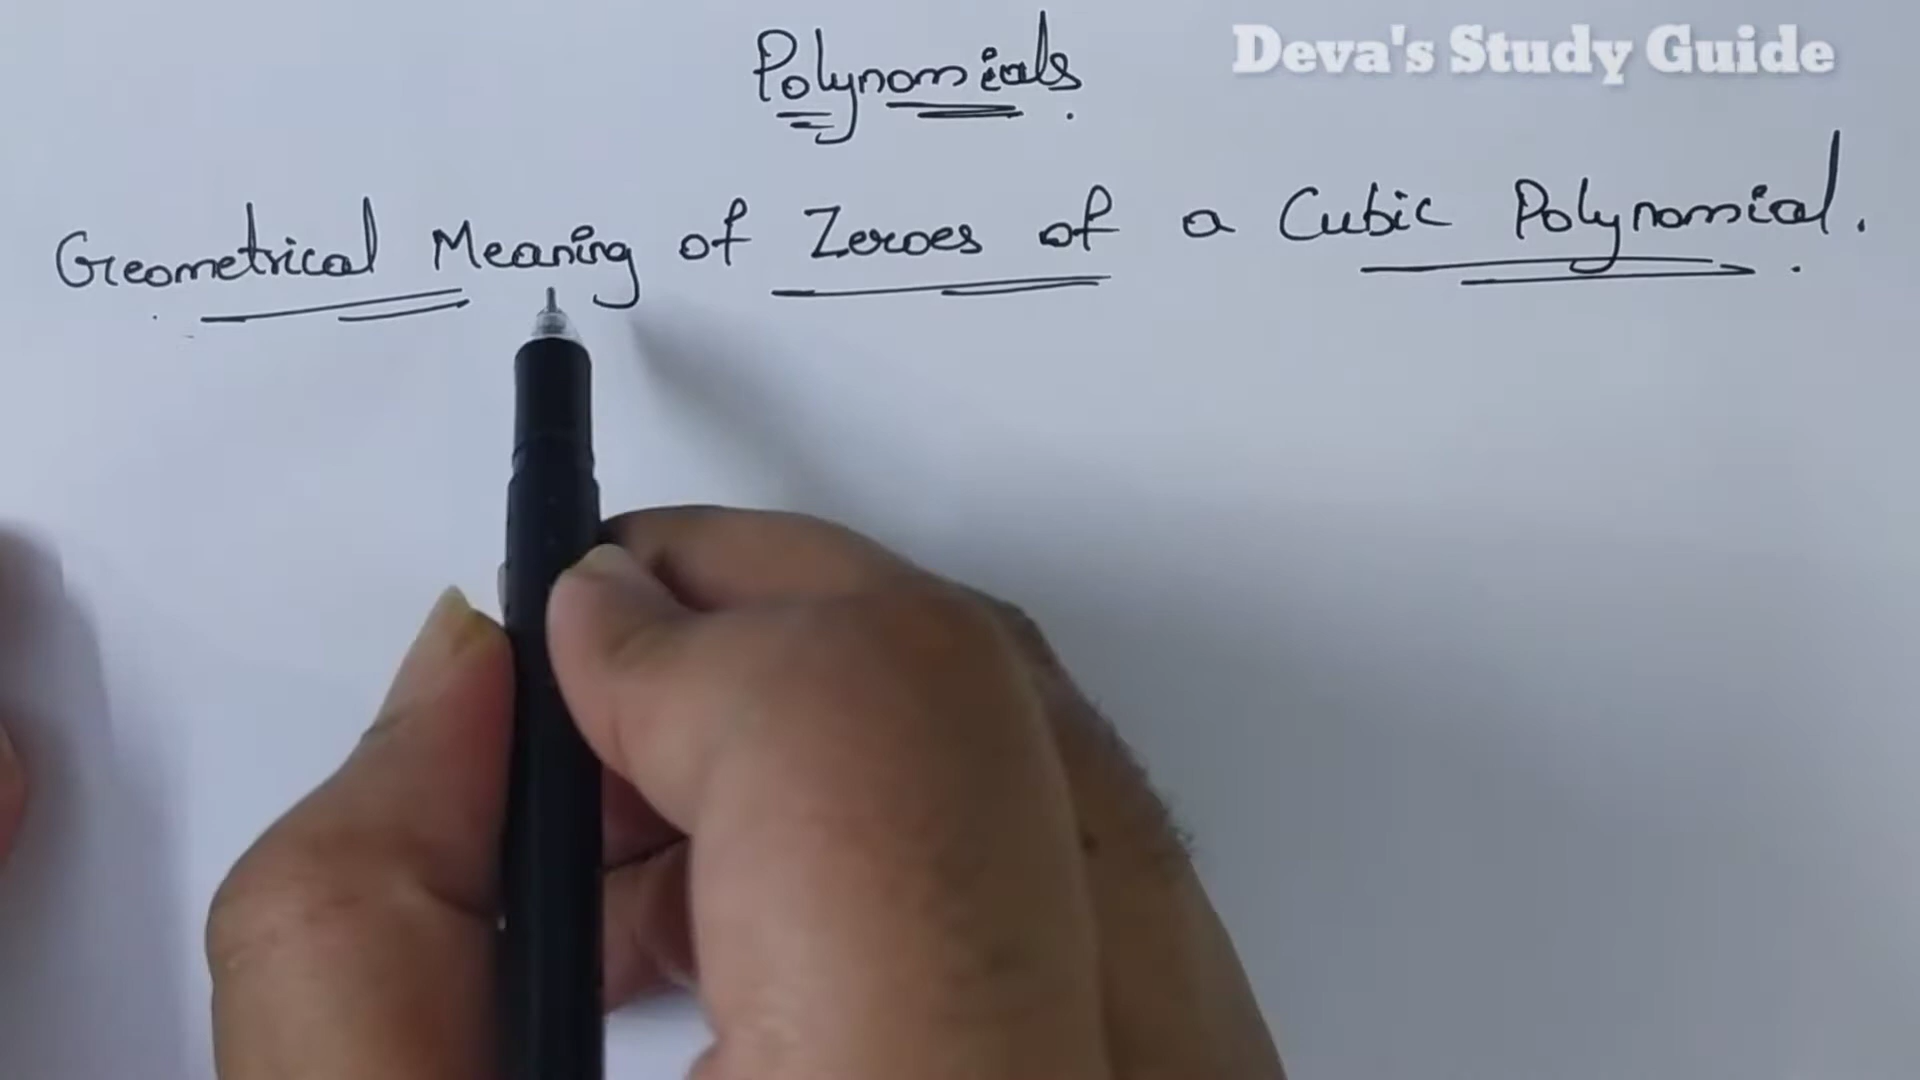 Polynomials.
Deva's Study Guide
Geometrical Meaning of Zeroes of a Cubic Polynomial.